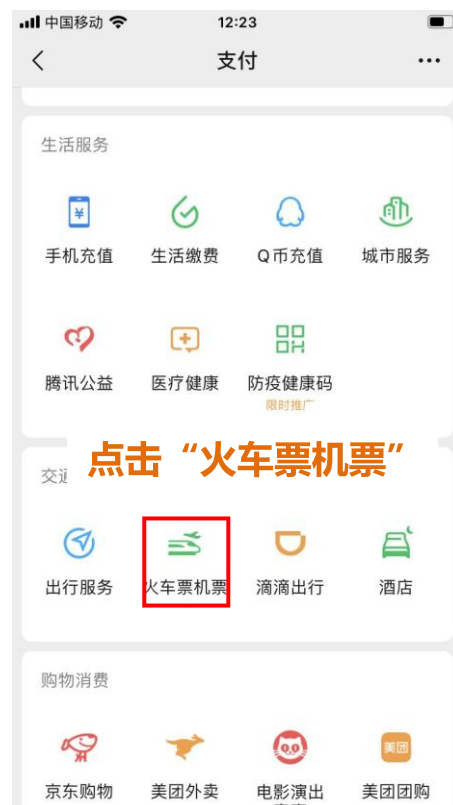 中国移动 12:23
支付
生活服务
手机充值 生活缴费 Q币充值 城市服务
腾讯公益 医疗健康 防疫健康码
限时推广
点击“火车票机票”
交通
出行服务 火车票机票 滴滴出行 酒店
购物消费
美团
京东购物 美团外卖 电影演出 美团团购